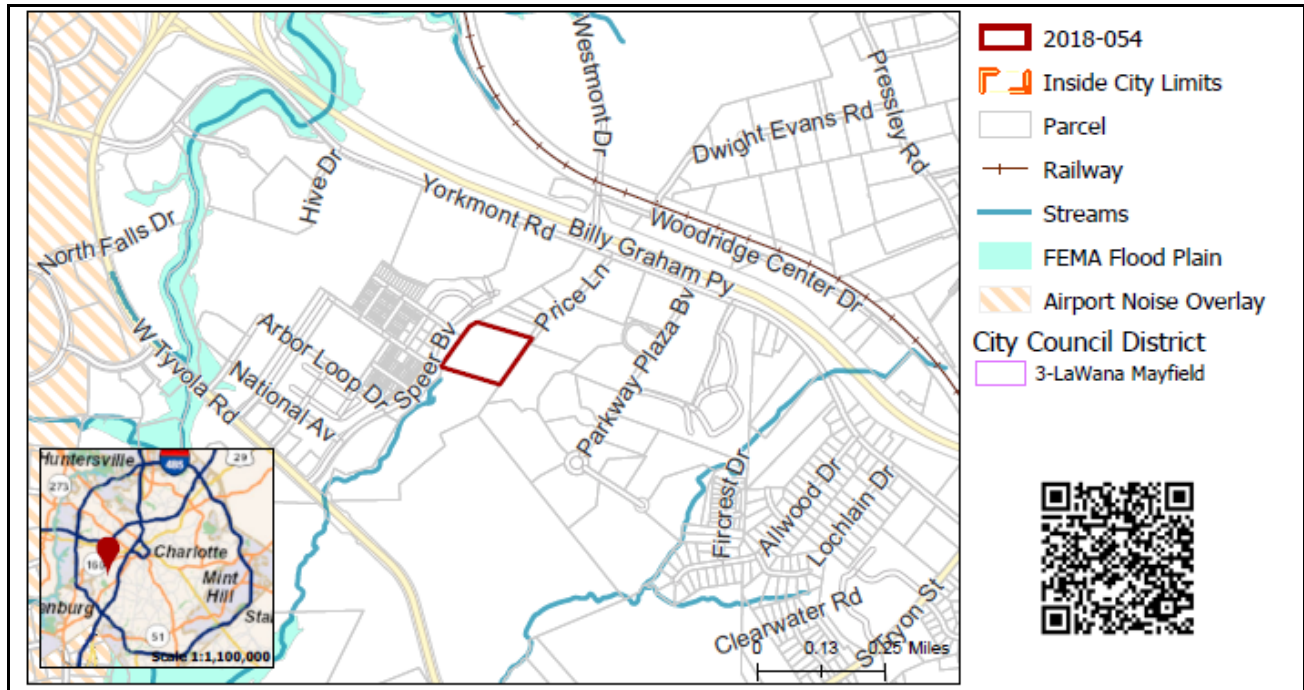 Westmont Dr
Pressley Rd
Dwight Evans Rd
Hive Dr
Yorkmont Rd
Billy Graham Py
Woodridge Center Dr
North Falls Dr
Price Ln
Parkway Plaza Bv
Speer Bv
Arbor Loop Dr
National Av
W Tyvola Rd
Fircrest Dr
Allwood Dr
Lochlain Dr
Clearwater Rd
S Tryon St
0 0.13 0.25 Miles
Huntersville
485
29
273
Charlotte
160
Mint
Hill
enburg
Stal
51
Scale 1:1,100,000
2018-054
Inside City Limits
Parcel
Railway
Streams
FEMA Flood Plain
Airport Noise Overlay
City Council District
3-LaWana Mayfield